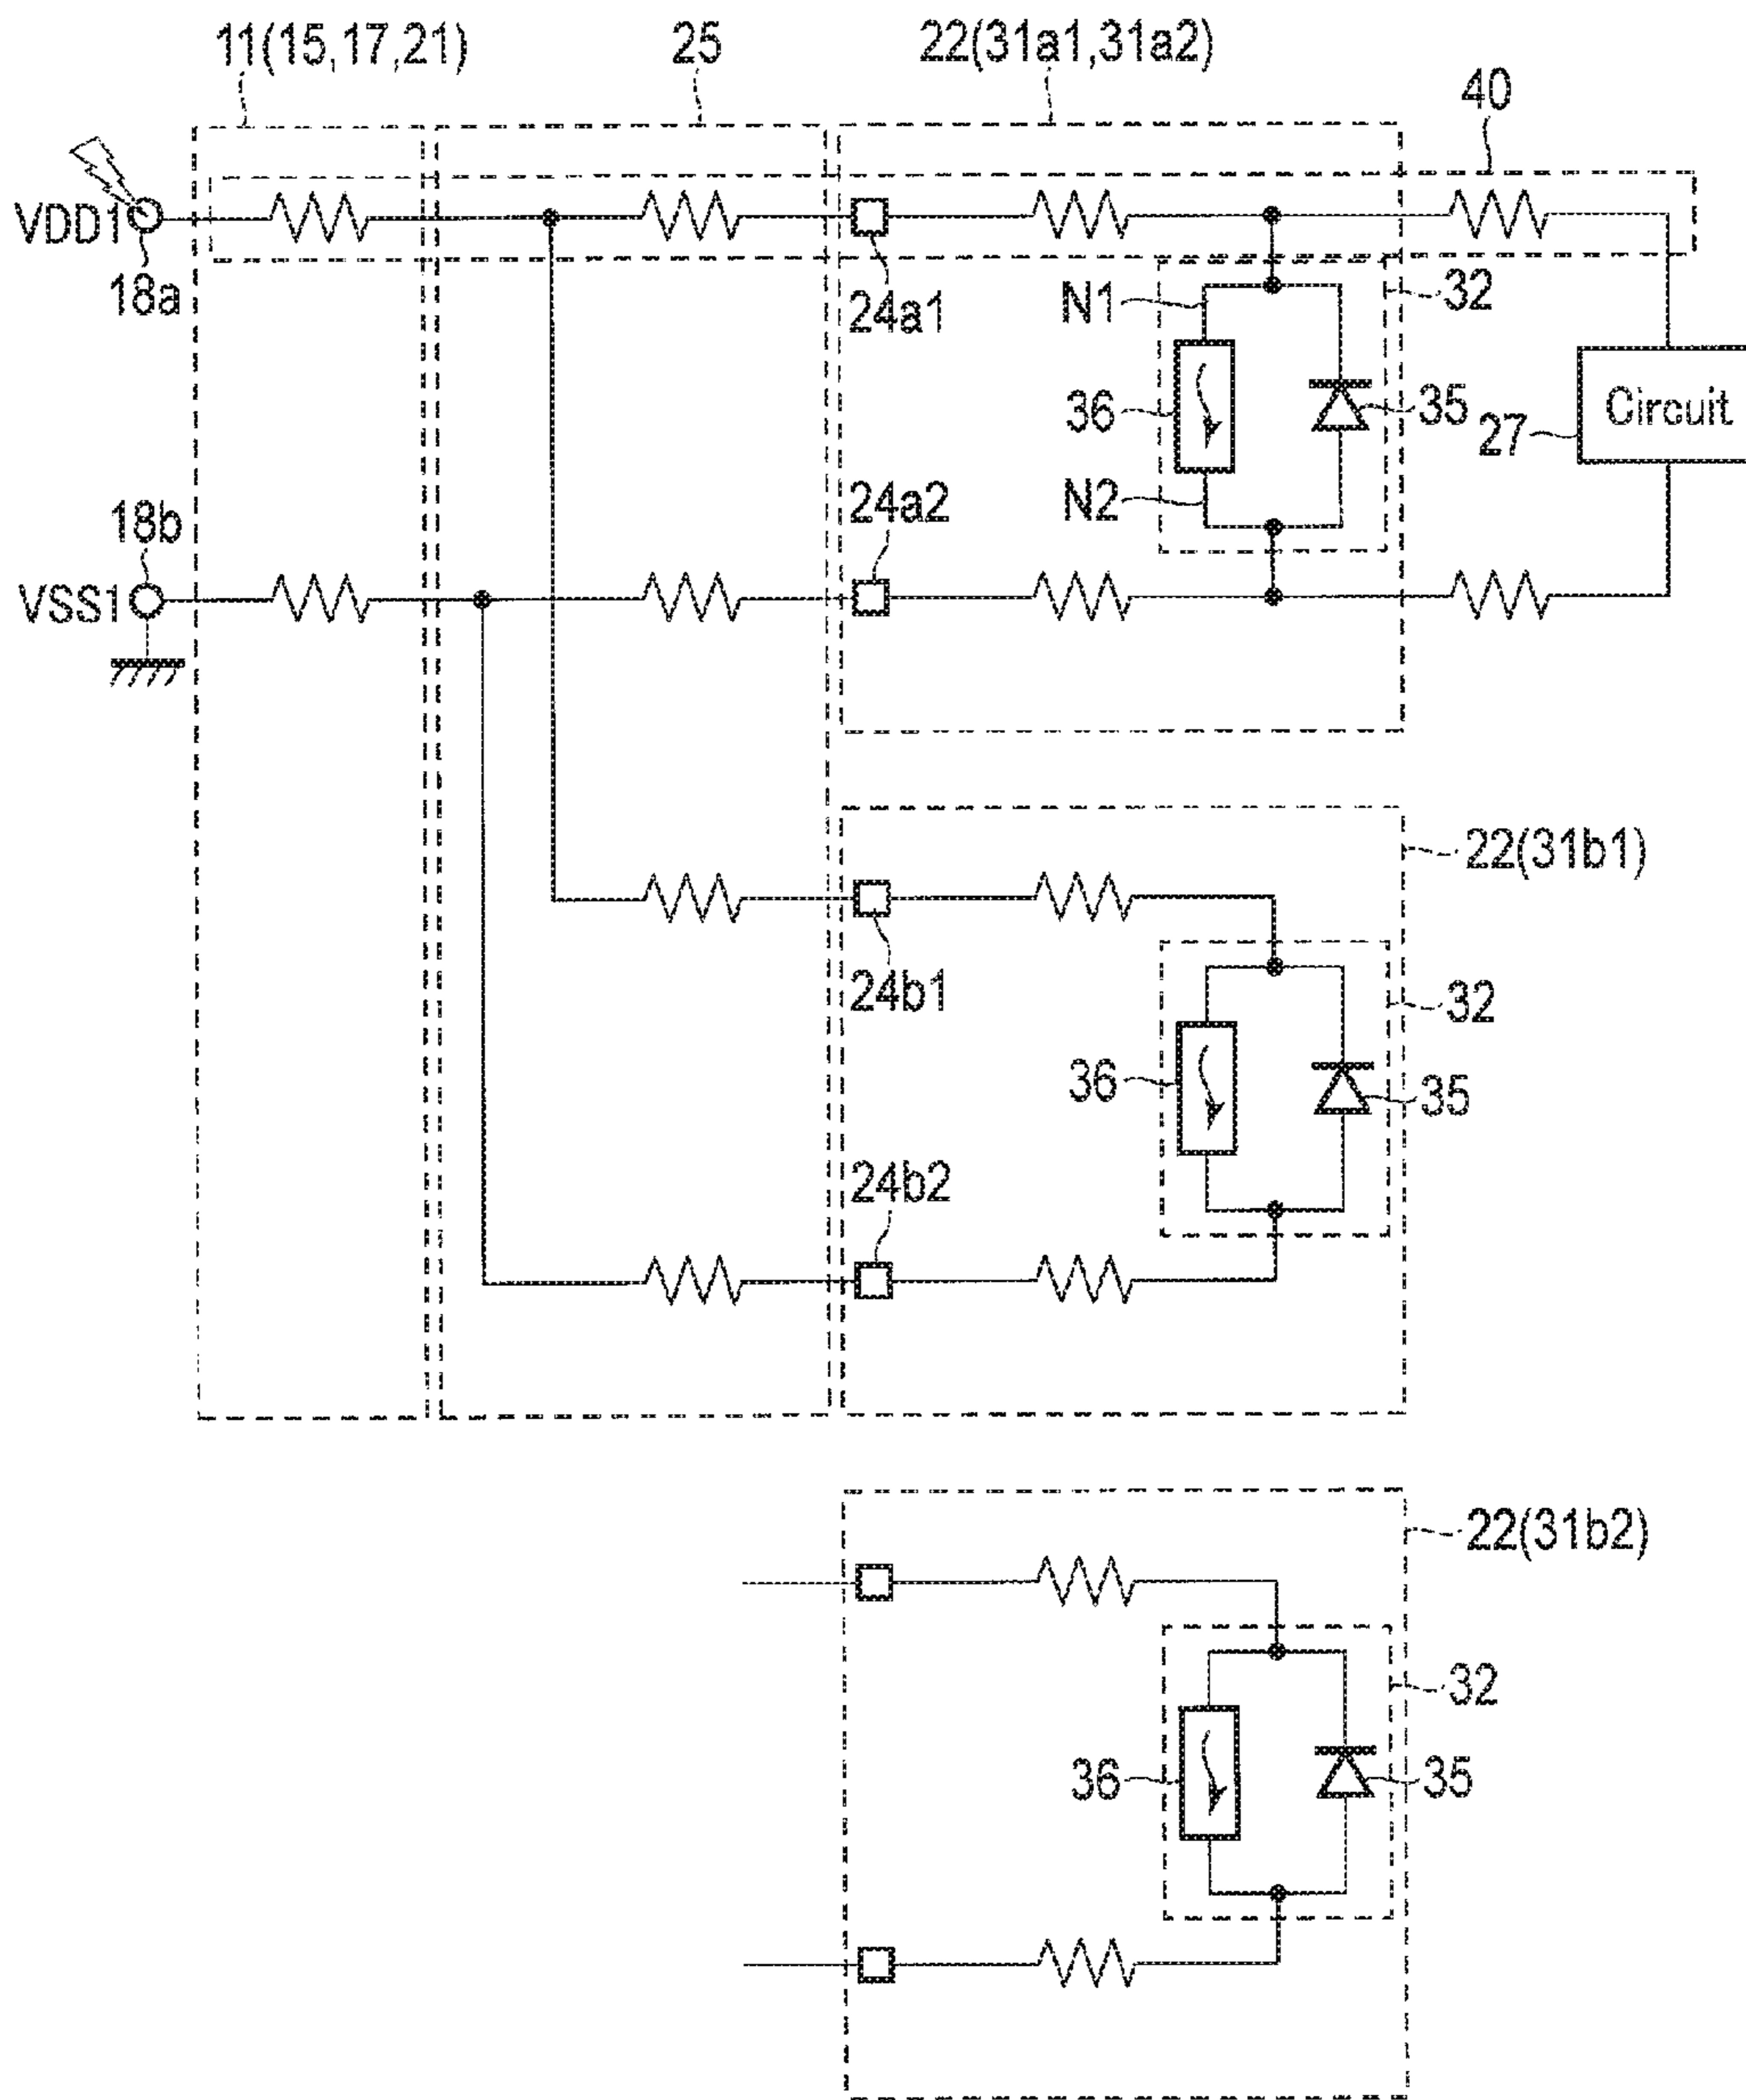 11(15,17,21)
25
22(31a1,31a2)
40
VDD1
18a
24a1
N1
32
36
35
27
Circuit
18b
24a2
N2
VSS1
22(31b1)
24b1
32
36
35
24b2
22(31b2)
32
36
35